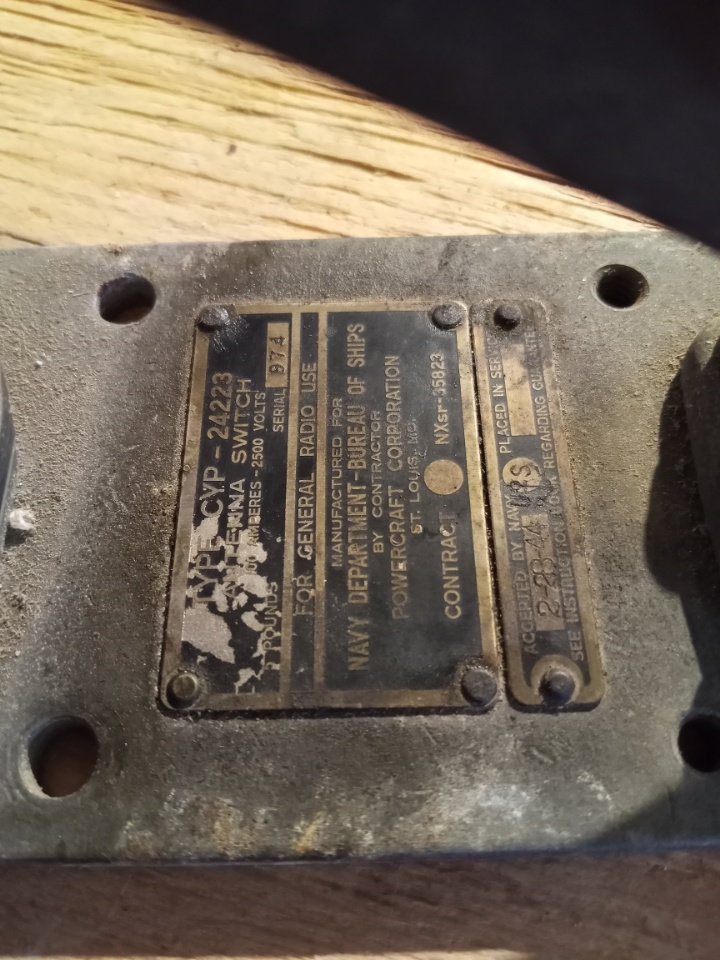 TYPE CYP-24223
ANTENNA SWITCH
AMPERES-2500 VOLTS
POUNDS SERIAL 974
FOR GENERAL RADIO USE
MANUFACTURED FOR
NAVY DEPARTMENT-BUREAU OF SHIPS
BY CONTRACTOR
POWERCRAFT CORPORATION
ST. LOUIS, MO.
CONTRACT NXsr-35823
ACCEPTED BY NAVY PLACED IN SERVICE
2-28-44
SEE INSTRUCTION BOOK REGARDING GUARANTEE